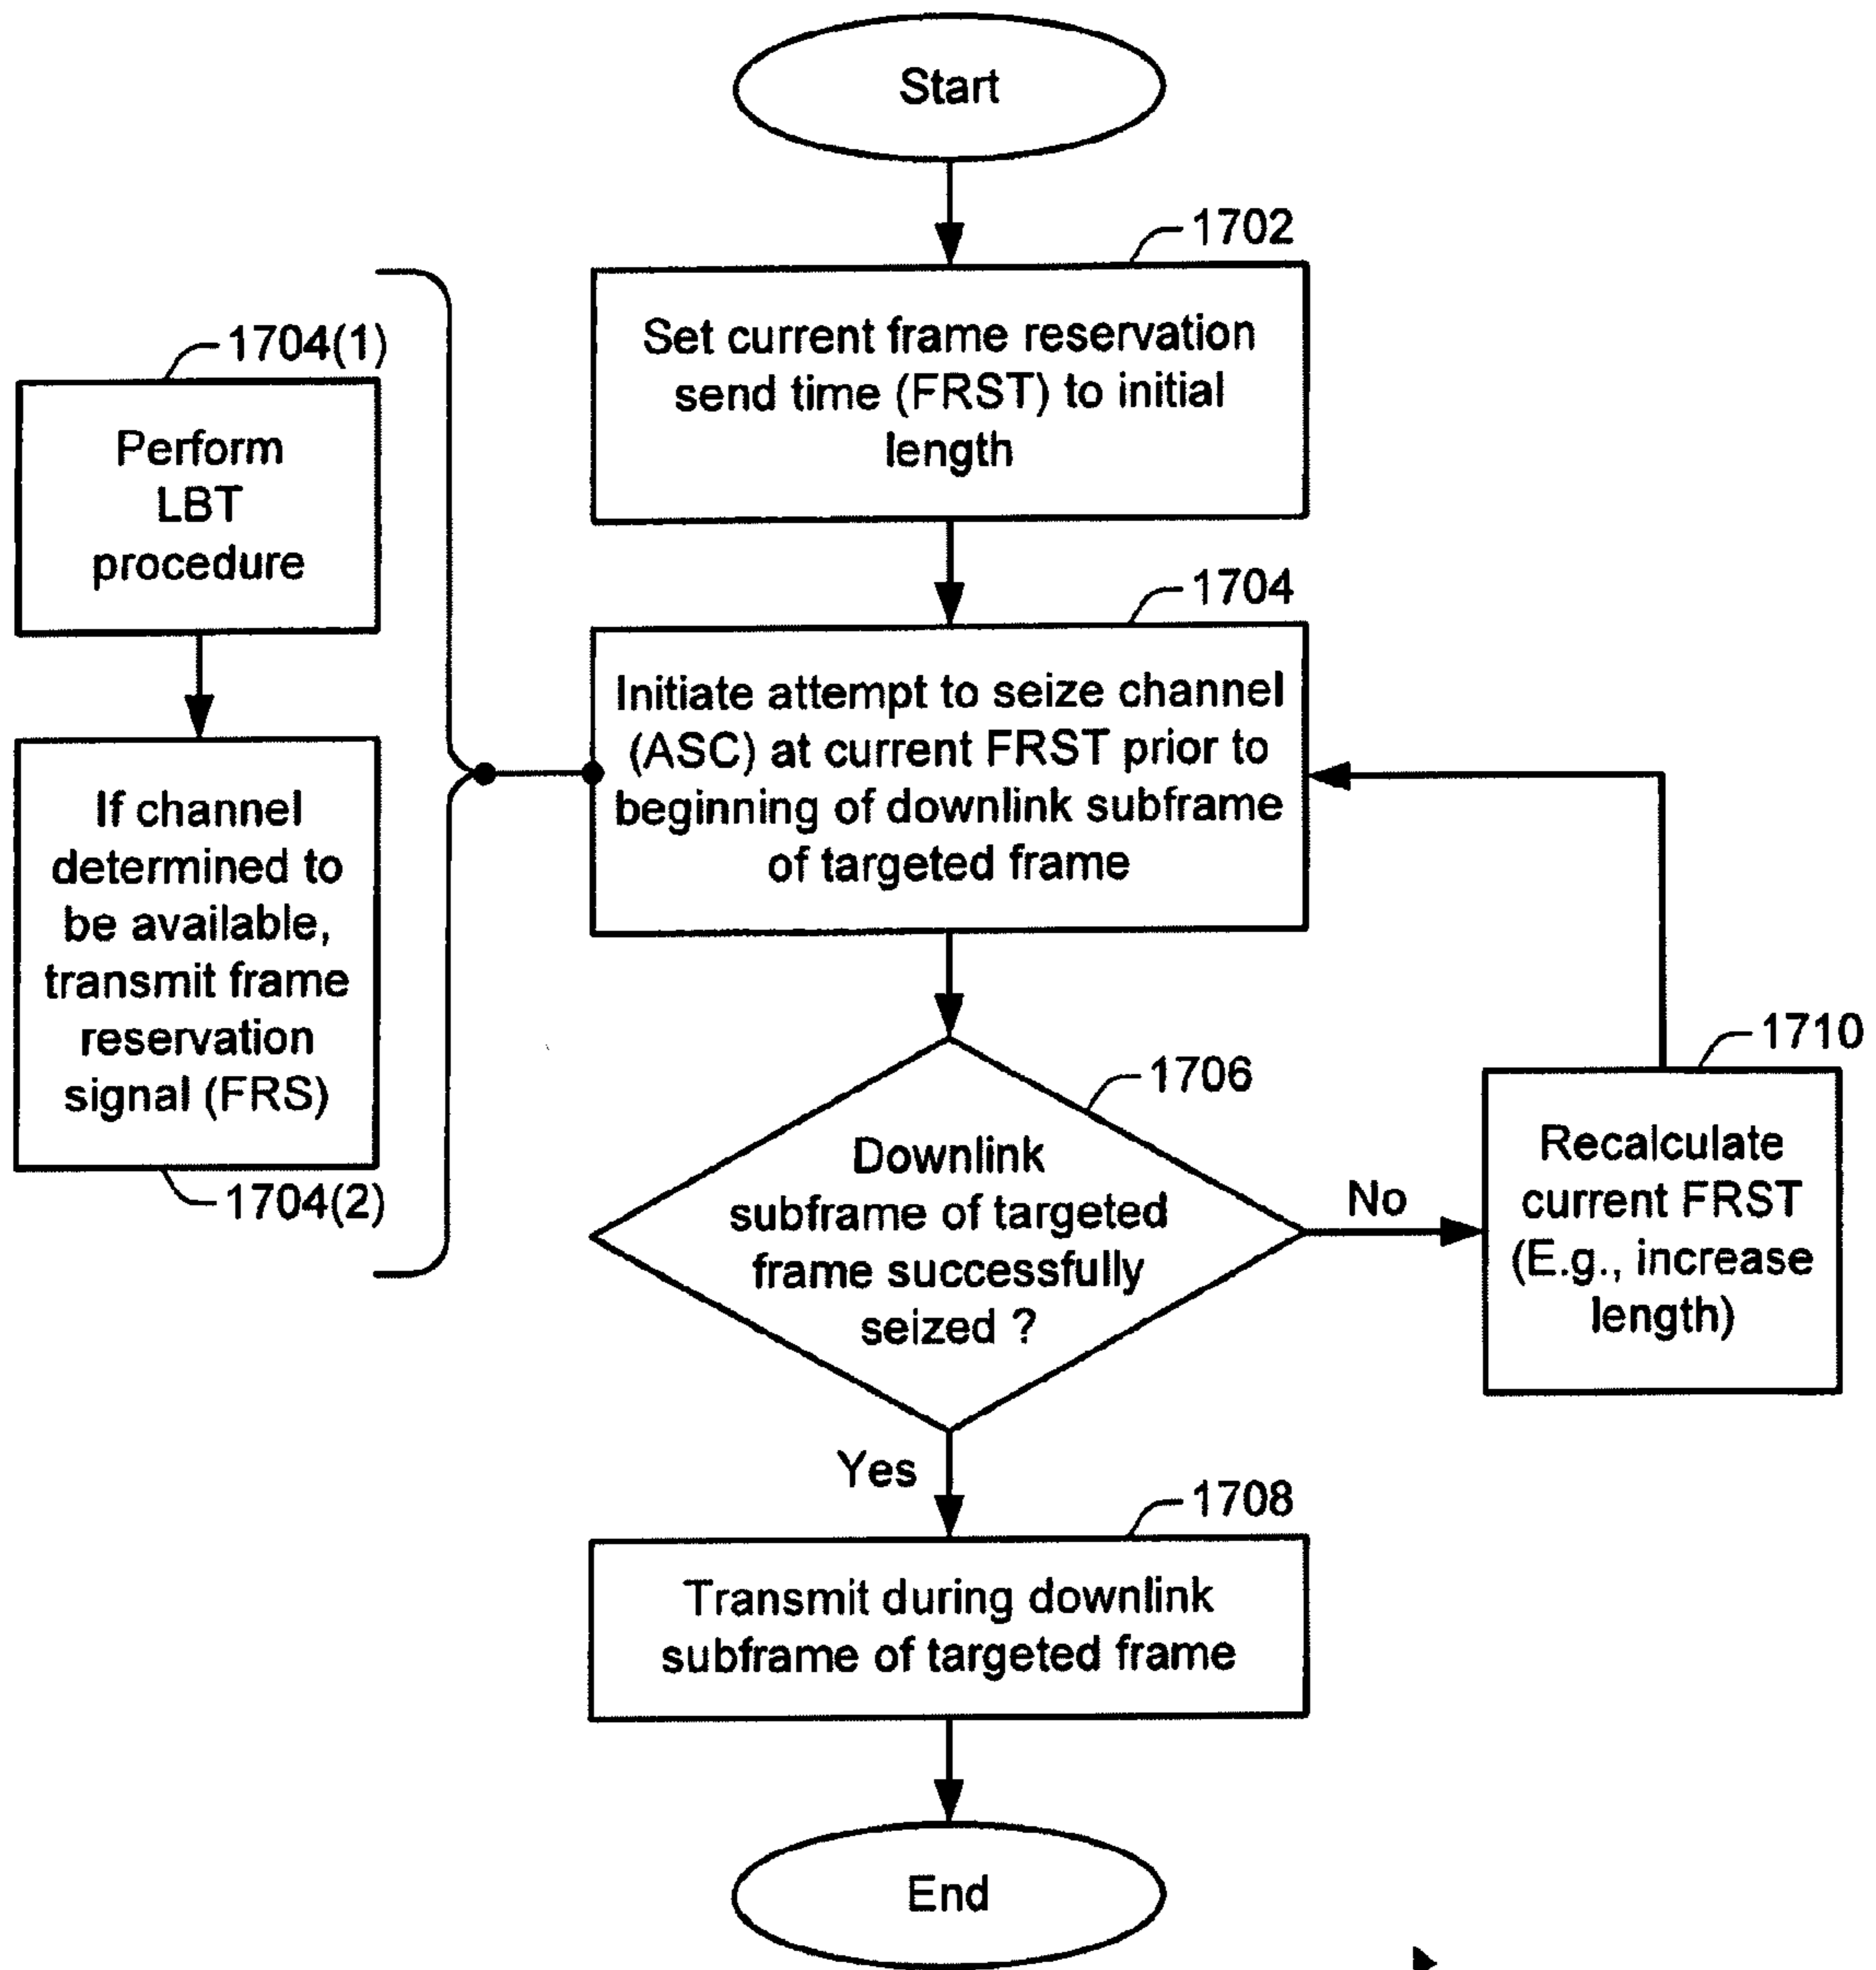 Start
1702
Set current frame reservation
send time (FRST) to initial
length
1704
Initiate attempt to seize channel
(ASC) at current FRST prior to
beginning of downlink subframe
of targeted frame
1704(1)
Perform
LBT
procedure
If channel
determined to
be available,
transmit frame
reservation
signal (FRS)
1704(2)
1706
Downlink
subframe of targeted
frame successfully
seized ?
No
1710
Recalculate
current FRST
(E.g., increase
length)
Yes
1708
Transmit during downlink
subframe of targeted frame
End